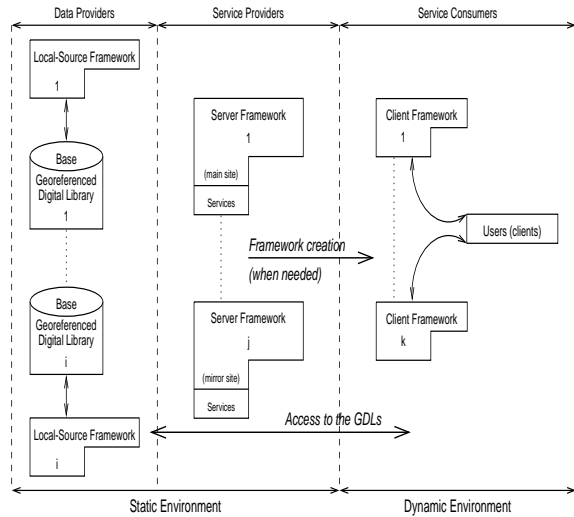 Data Providers
Service Providers
Service Consumers
Local-Source Framework
1
Base
Georeferenced
Digital Library
1
Base
Georeferenced
Digital Library
i
Local-Source Framework
i
Server Framework
1
(main site)
Services
Framework creation
(when needed)
Server Framework
j
(mirror site)
Services
Access to the GDLs
Client Framework
1
Users (clients)
Client Framework
k
Static Environment
Dynamic Environment